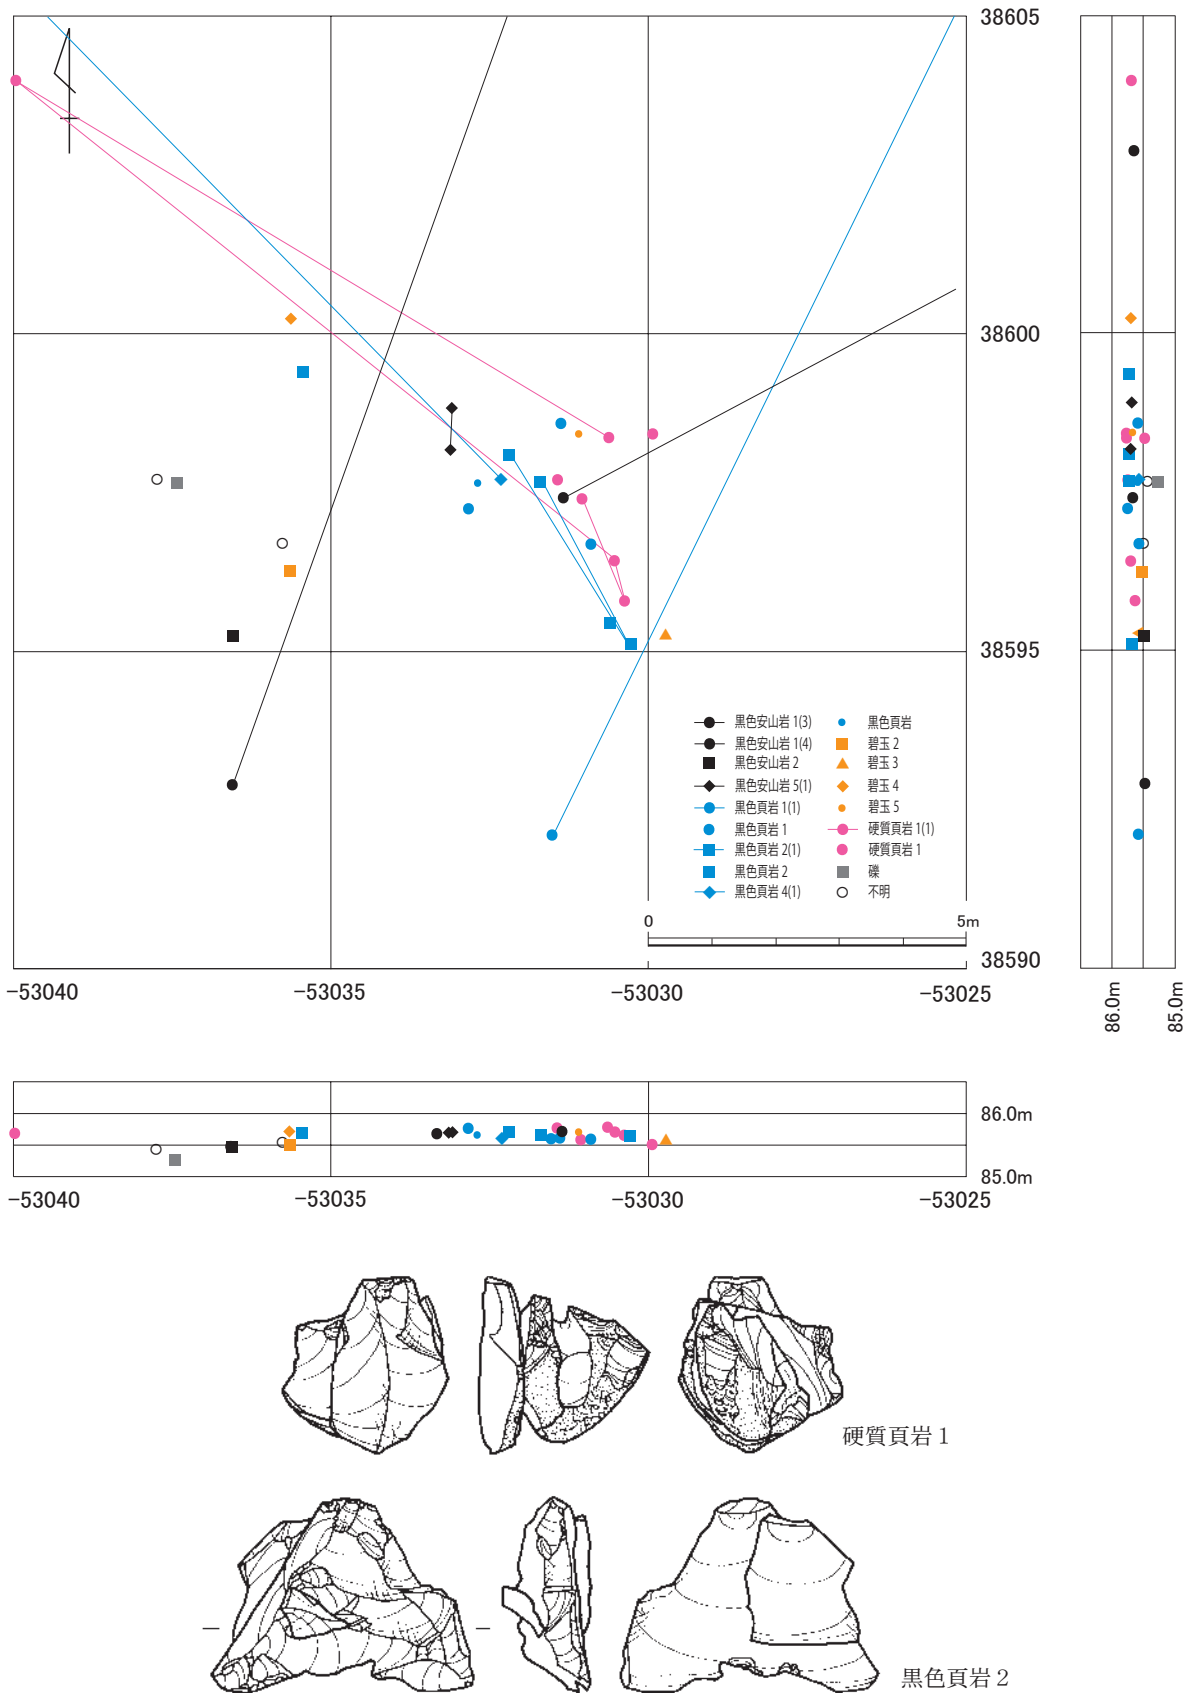 38605
38600
38595
黒色安山岩 1(3)
黒色安山岩 1(4)
黒色安山岩 2
黒色安山岩 5(1)
黒色頁岩 1(1)
黒色頁岩 1
黒色頁岩 2(1)
黒色頁岩 2
黒色頁岩 4(1)
黒色頁岩
碧玉 2
碧玉 3
碧玉 4
碧玉 5
硬質頁岩 1(1)
硬質頁岩 1
礫
不明
0 5m
38590
-53040 -53035 -53030 -53025
86.0m
85.0m
86.0m
85.0m
-53040 -53035 -53030 -53025
硬質頁岩 1
黒色頁岩 2